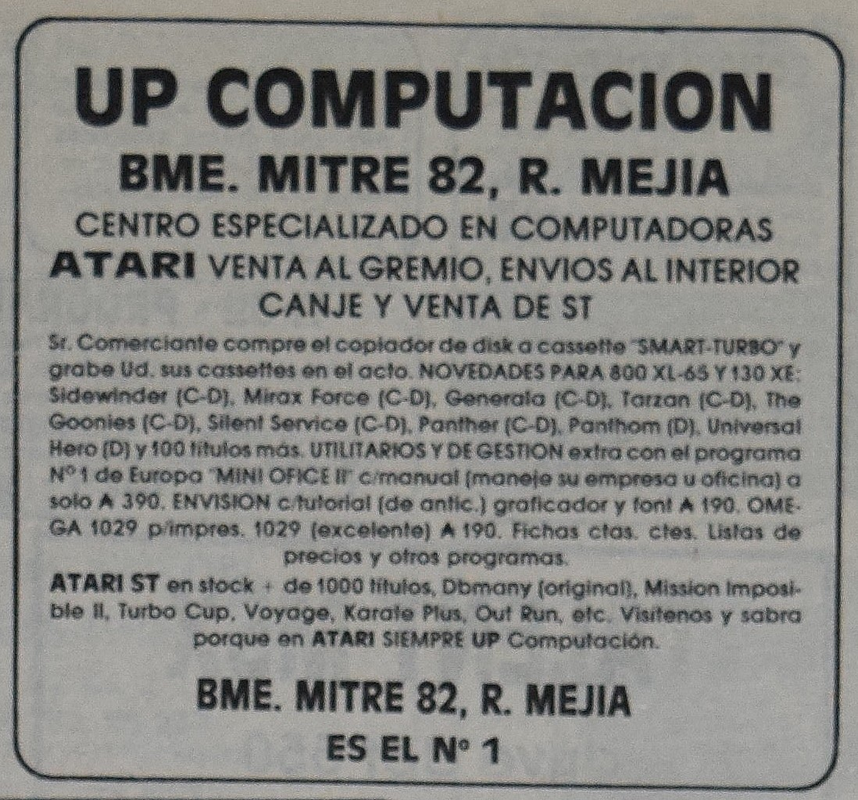 UP COMPUTACION
BME. MITRE 82, R. MEJIA
CENTRO ESPECIALIZADO EN COMPUTADORAS
ATARI VENTA AL GREMIO, ENVIOS AL INTERIOR
CANJE Y VENTA DE ST
Sr. Comerciante compre el copiador de disk a cassette "SMART-TURBO" y
grabe Ud. sus cassettes en el acto. NOVEDADES PARA 800 XL-65 Y 130 XE:
Sidewinder (C-D), Mirax Force (C-D), Generala (C-D), Tarzan (C-D), The
Goonies (C-D), Silent Service (C-D), Panther (C-D), Panthom (D), Universal
Hero (D) y 100 títulos más. UTILITARIOS Y DE GESTION extra con el programa
Nº 1 de Europa "MINI OFICE II" c/manual (maneje su empresa u oficina) a
solo A 390. ENVISION c/tutorial (de antic.) graficador y font A 190. OME-
GA 1029 p/impres. 1029 (excelente) A 190. Fichas ctas. ctes. Listas de
precios y otros programas.
ATARI ST en stock + de 1000 títulos, Dbmany (original), Mission Imposi-
ble II, Turbo Cup, Voyage, Karate Plus, Out Run, etc. Visítenos y sabra
porque en ATARI SIEMPRE UP Computación.
BME. MITRE 82, R. MEJIA
ES EL Nº 1